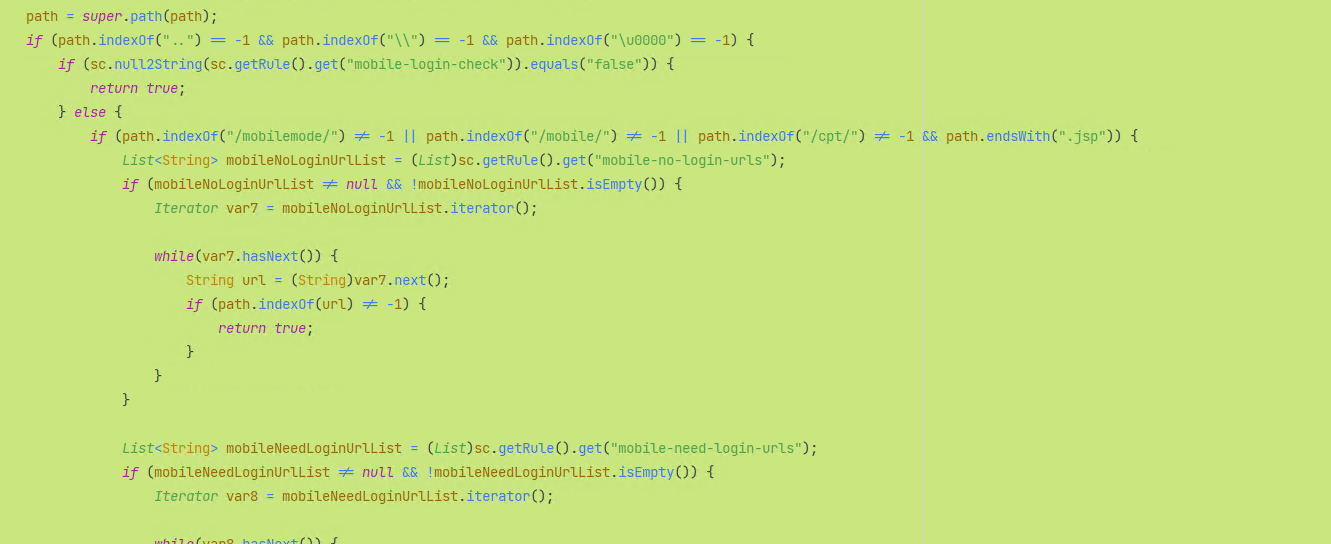 path = super.path(path);
if (path.indexOf("..") == -1 && path.indexOf("\\") == -1 && path.indexOf("\u0000") == -1) {
if (sc.null2String(sc.getRule().get("mobile-login-check")).equals("false")) {
return true;
} else {
if (path.indexOf("/mobilemode/") != -1 || path.indexOf("/mobile/") != -1 || path.indexOf("/cpt/") != -1 && path.endsWith(".jsp")) {
List<String> mobileNoLoginUrlList = (List)sc.getRule().get("mobile-no-login-urls");
if (mobileNoLoginUrlList != null && !mobileNoLoginUrlList.isEmpty()) {
Iterator var7 = mobileNoLoginUrlList.iterator();
while(var7.hasNext()) {
String url = (String)var7.next();
if (path.indexOf(url) != -1) {
return true;
}
}
}
List<String> mobileNeedLoginUrlList = (List)sc.getRule().get("mobile-need-login-urls");
if (mobileNeedLoginUrlList != null && !mobileNeedLoginUrlList.isEmpty()) {
Iterator var8 = mobileNeedLoginUrlList.iterator();
while(var8.hasNext()) {